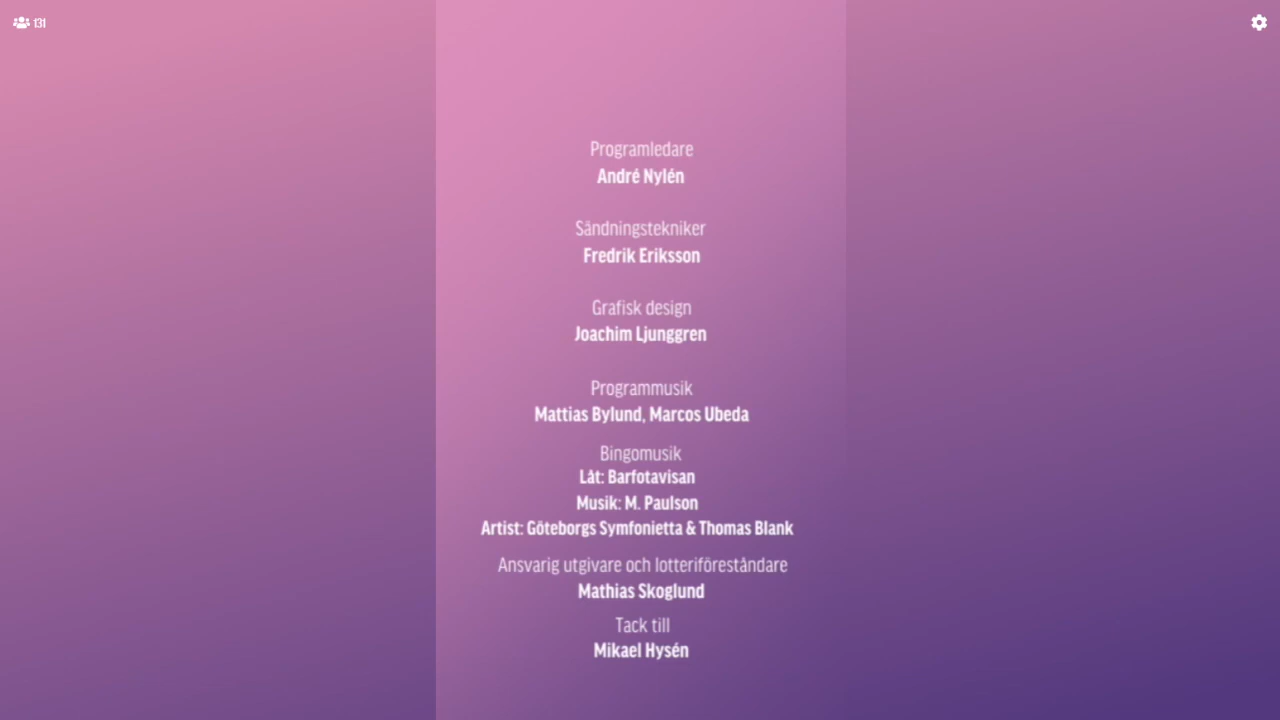 131
Programledare
André Nylén
Sändningstekniker
Fredrik Eriksson
Grafisk design
Joachim Ljunggren
Programmusik
Mattias Bylund, Marcos Ubeda
Bingomusik
Låt: Barfotavisan
Musik: M. Paulson
Artist: Göteborgs Symfonietta & Thomas Blank
Ansvarig utgivare och lotteriföreståndare
Mathias Skoglund
Tack till
Mikael Hysén